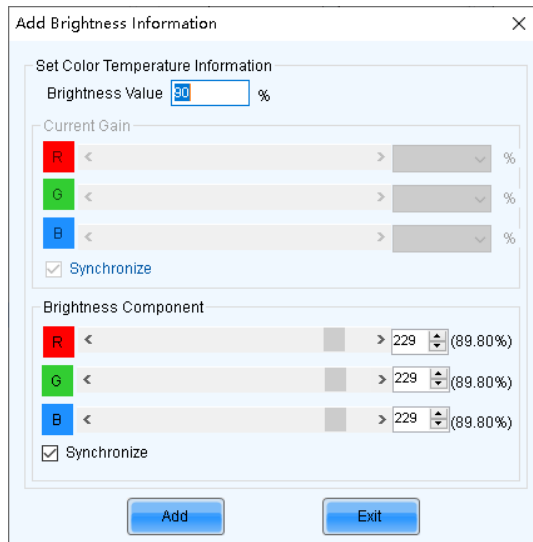 Add Brightness Information
Set Color Temperature Information
Brightness Value 90 %
Current Gain
R %
G %
B %
Synchronize
Brightness Component
R 229 (89.80%)
G 229 (89.80%)
B 229 (89.80%)
Synchronize
Add Exit